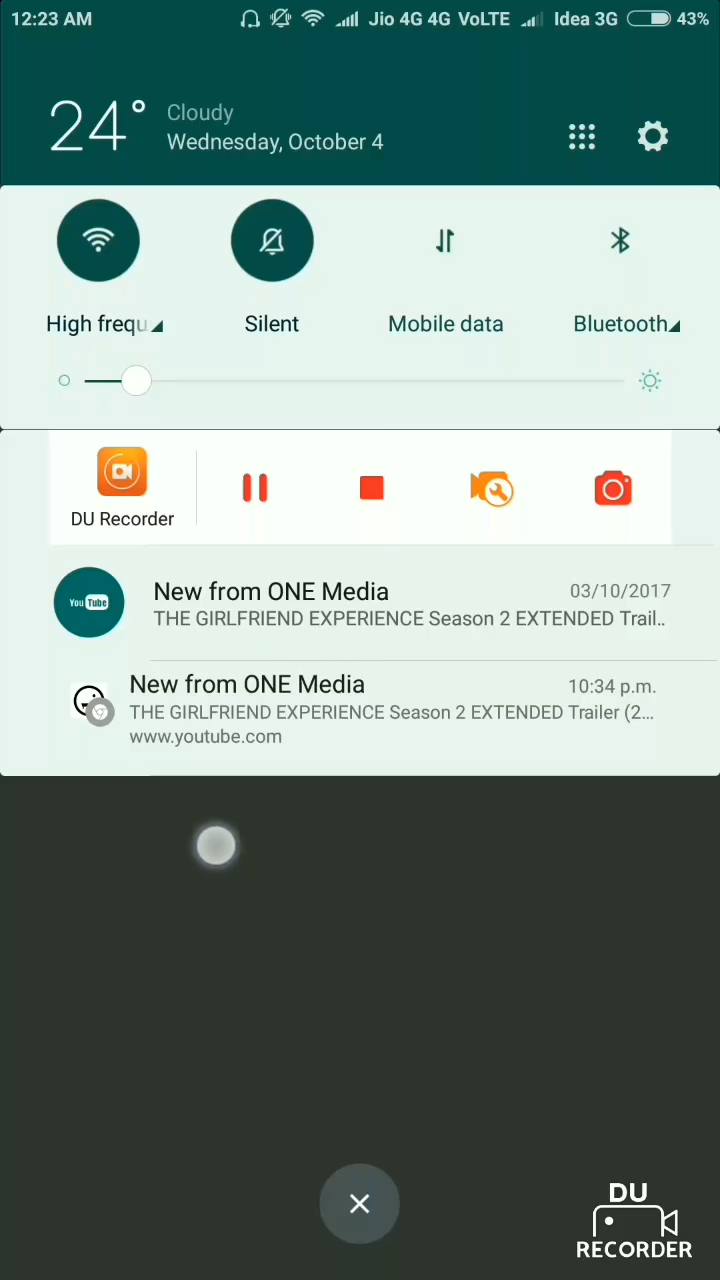 12:23 AM Jio 4G 4G VoLTE Idea 3G 43%
24° Cloudy
Wednesday, October 4
High frequ Silent Mobile data Bluetooth
DU Recorder
You Tube
New from ONE Media 03/10/2017
THE GIRLFRIEND EXPERIENCE Season 2 EXTENDED Trail..
New from ONE Media 10:34 p.m.
THE GIRLFRIEND EXPERIENCE Season 2 EXTENDED Trailer (2...
www.youtube.com
DU
RECORDER